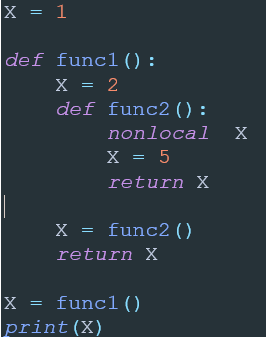 X = 1
def func1():
    X = 2
    def func2():
        nonlocal  X
        X = 5
        return X
    X = func2()
    return X
X = func1()
print(X)